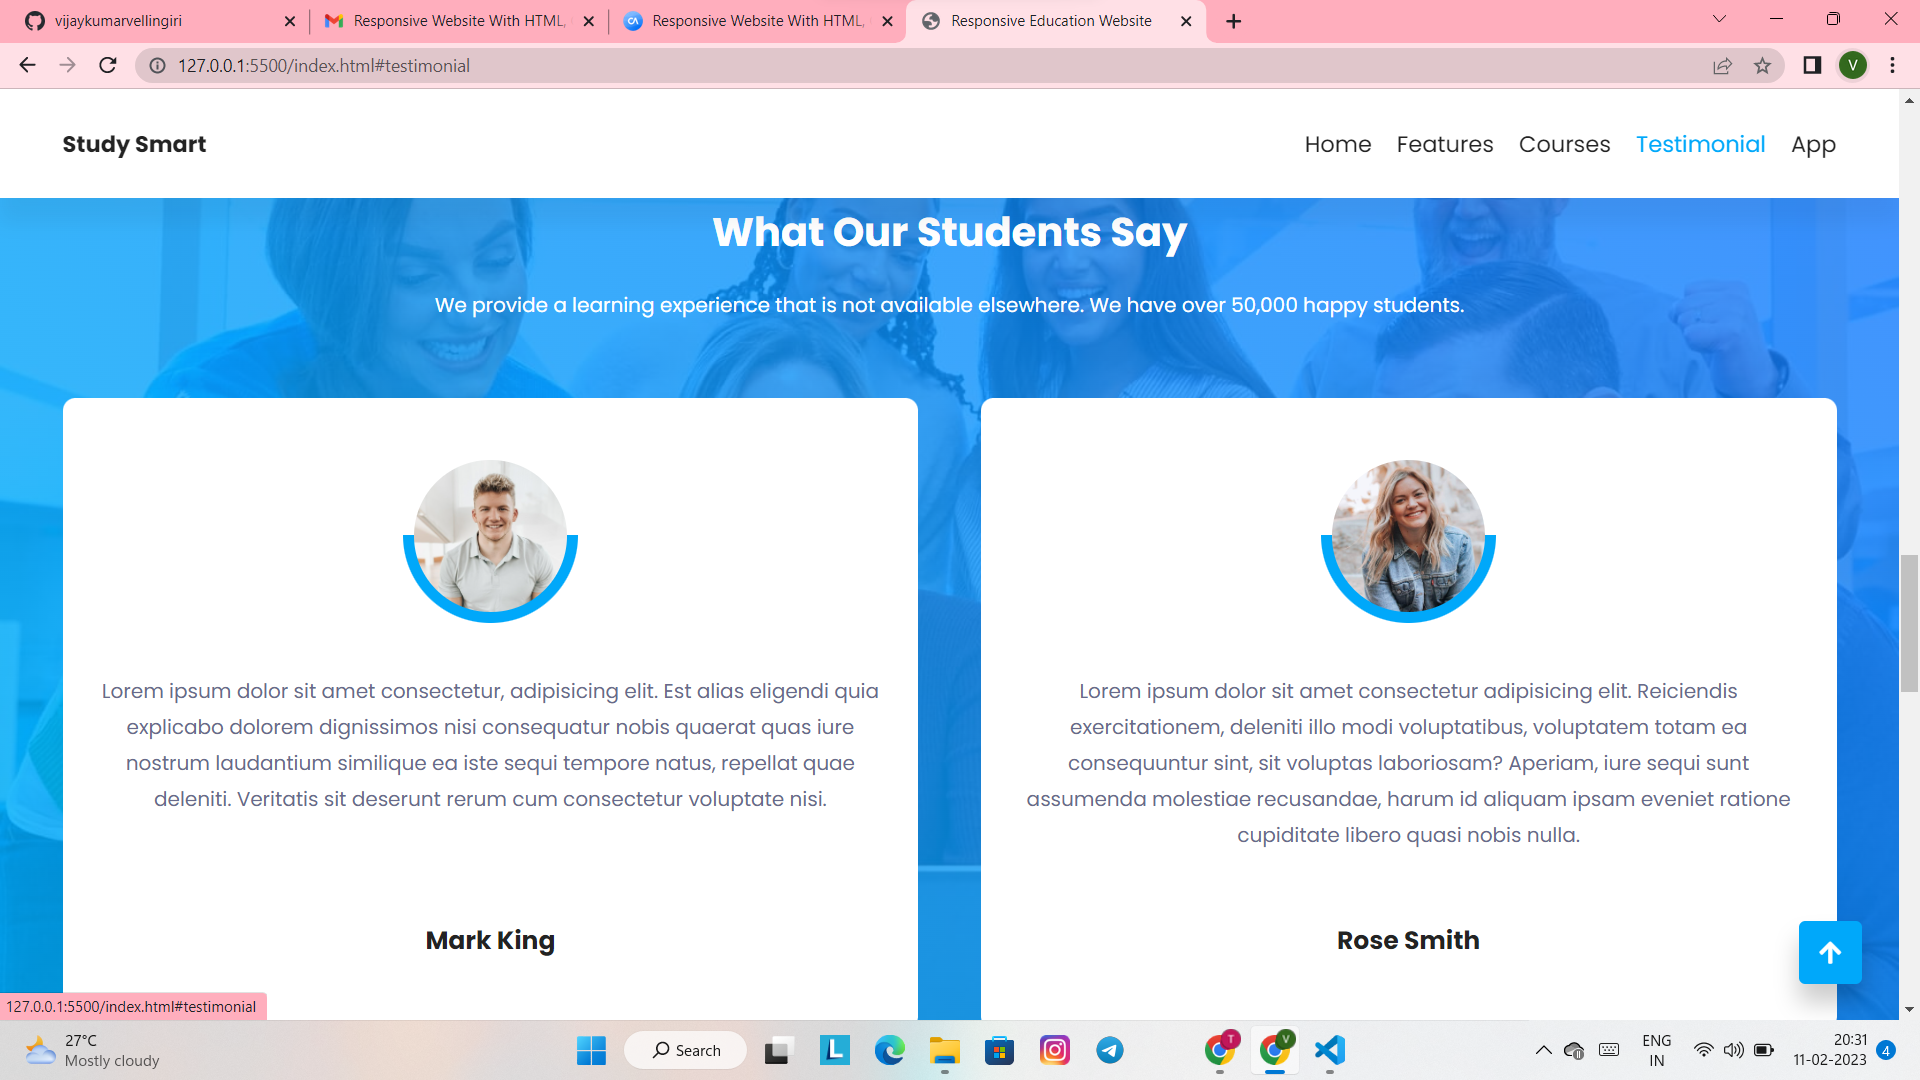 vijaykumarvellingiri
Responsive Website With HTML,
Responsive Website With HTML,
Responsive Education Website
127.0.0.1:5500/index.html#testimonial
V
Study Smart
Home Features Courses Testimonial App
What Our Students Say
We provide a learning experience that is not available elsewhere. We have over 50,000 happy students.
Lorem ipsum dolor sit amet consectetur, adipisicing elit. Est alias eligendi quia
explicabo dolorem dignissimos nisi consequatur nobis quaerat quas iure
nostrum laudantium similique ea iste sequi tempore natus, repellat quae
deleniti. Veritatis sit deserunt rerum cum consectetur voluptate nisi.
Mark King
Lorem ipsum dolor sit amet consectetur adipisicing elit. Reiciendis
exercitationem, deleniti illo modi voluptatibus, voluptatem totam ea
consequuntur sint, sit voluptas laboriosam? Aperiam, iure sequi sunt
assumenda molestiae recusandae, harum id aliquam ipsam eveniet ratione
cupiditate libero quasi nobis nulla.
Rose Smith
127.0.0.1:5500/index.html#testimonial
27°C
Mostly cloudy
Search
L
T
V
ENG
IN
20:31
11-02-2023
4